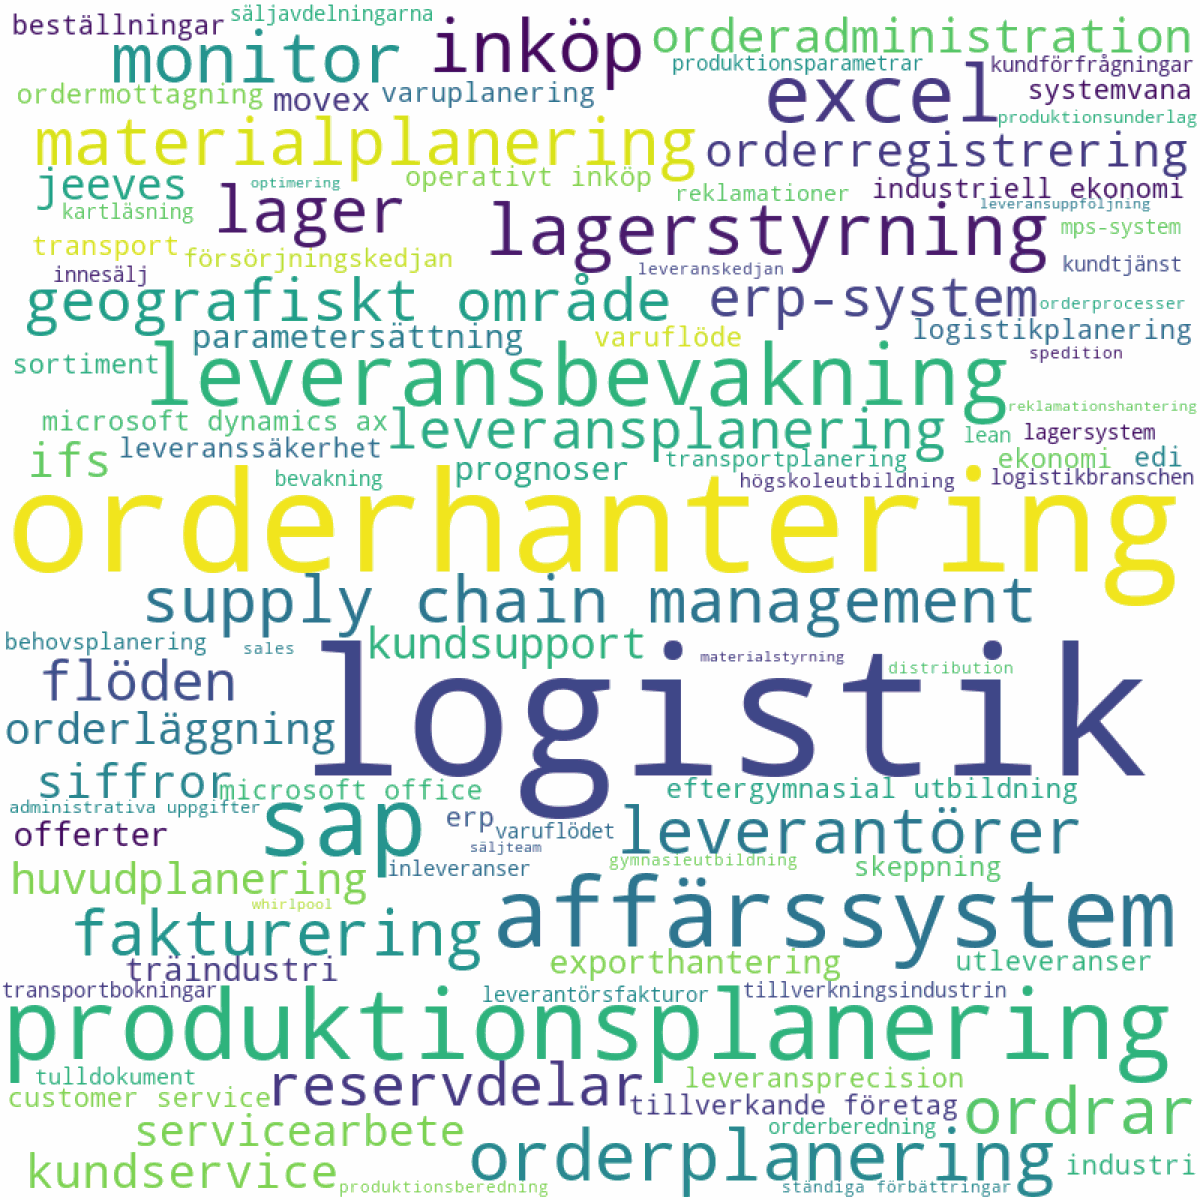 beställningar
säljavdelningarna
monitor
inköp
orderadministration
produktionsparametrar
kundförfrågningar
ordermottagning
movex
varuplanering
excel
systemvana
produktionsunderlag
materialplanering
orderregistrering
jeeves
optimering
operativt inköp
reklamationer
industriell ekonomi
kartläsning
lager
lagerstyrning
leveransuppföljning
mps-system
transport
försörjningskedjan
innesälj
leveranskedjan
kundtjänst
geografiskt område
erp-system
orderprocesser
parametersättning
varuflöde
logistikplanering
sortiment
leveransbevakning
spedition
microsoft dynamics ax
leveransplanering
reklamationshantering
lean
lagersystem
ifs
leveranssäkerhet
prognoser
transportplanering
ekonomi
edi
bevakning
högskoleutbildning
logistikbranschen
orderhantering
supply chain management
behovsplanering
sales
kundsupport
materialstyrning
distribution
flöden
logistik
orderläggning
siffror
microsoft office
eftergymnasial utbildning
administrativa uppgifter
sap
erp
varuflödet
leverantörer
offerter
säljteam
huvudplanering
inleveranser
gymnasieutbildning
skeppning
whirlpool
affärssystem
fakturering
träindustri
exporthantering
utleveranser
transportbokningar
leverantörsfakturor
tillverkningsindustrin
produktionsplanering
tulldokument
reservdelar
leveransprecision
customer service
tillverkande företag
ordrar
servicearbete
orderplanering
orderberedning
kundservice
industri
produktionsberedning
ständiga förbättringar